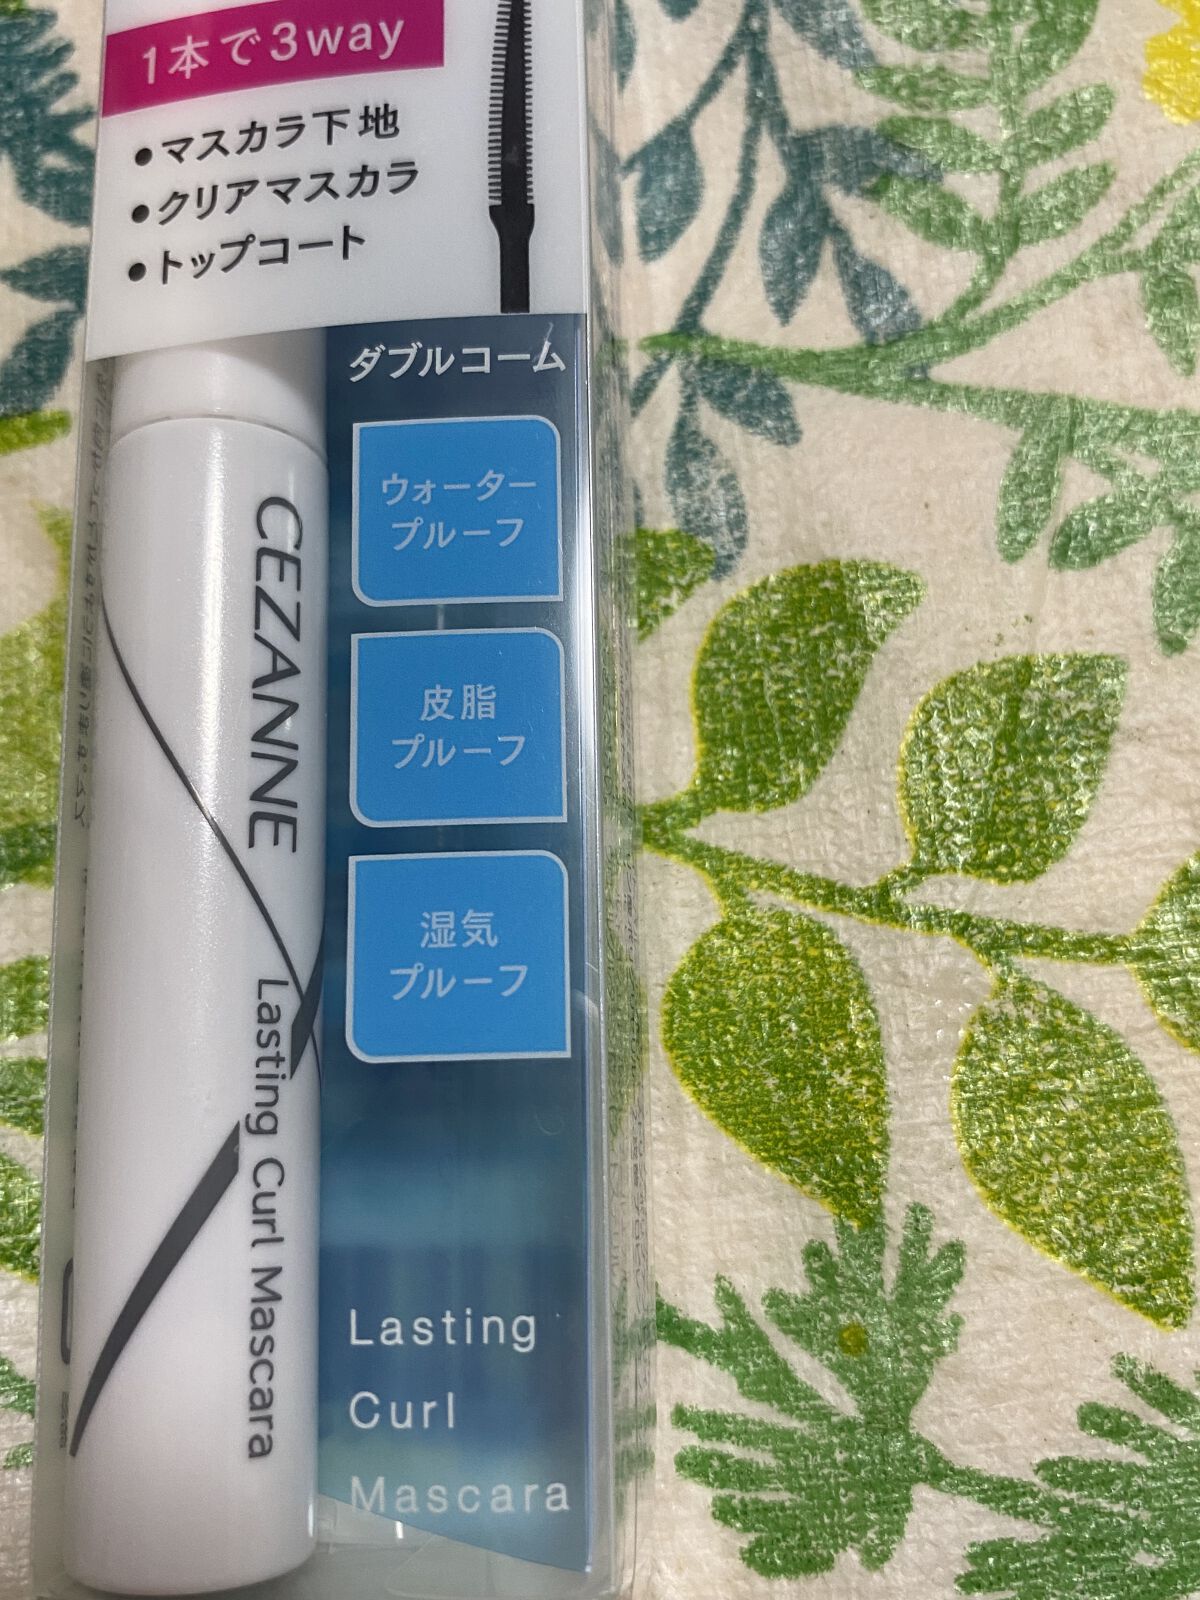 1本で3way
•マスカラ下地
•クリアマスカラ
•トップコート
ダブルコーム
ウォーター
プルーフ
皮脂
プルーフ
湿気
プルーフ
CEZANNE
Lasting Curl Mascara
Lasting
Curl
Mascara